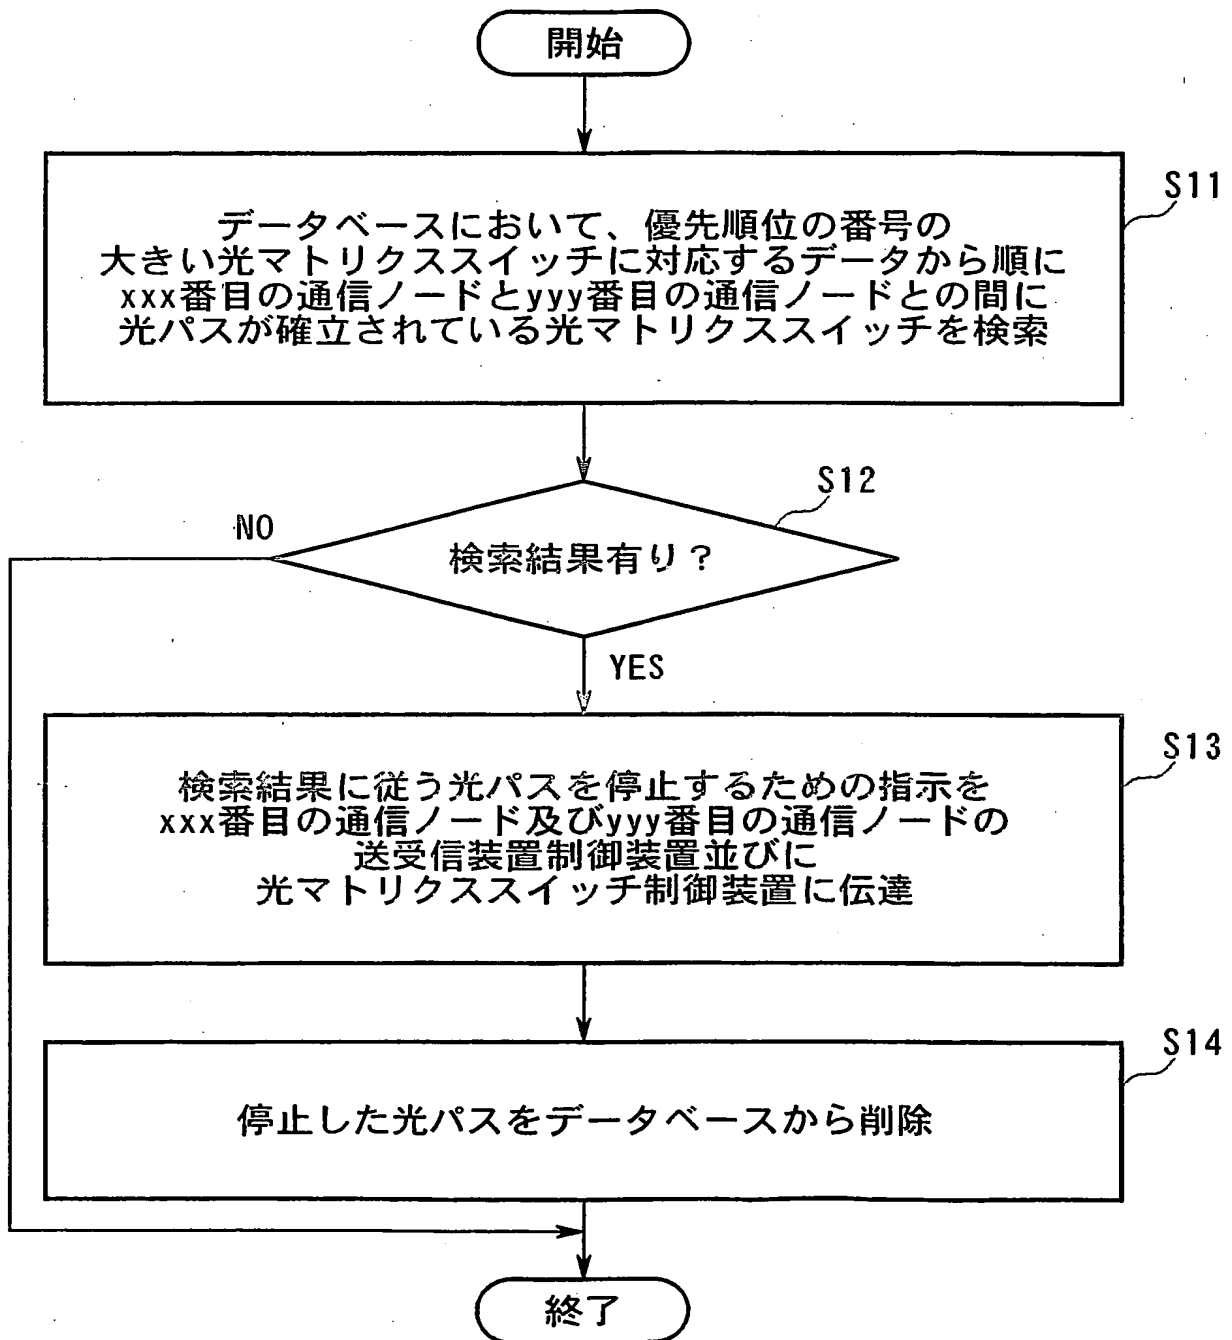 開始
S11
データベースにおいて、優先順位の番号の
大きい光マトリクススイッチに対応するデータから順に
xxx番目の通信ノードとyyy番目の通信ノードとの間に
光パスが確立されている光マトリクススイッチを検索
S12
NO
検索結果有り？
YES
S13
検索結果に従う光パスを停止するための指示を
xxx番目の通信ノード及びyyy番目の通信ノードの
送受信装置制御装置並びに
光マトリクススイッチ制御装置に伝達
S14
停止した光パスをデータベースから削除
終了